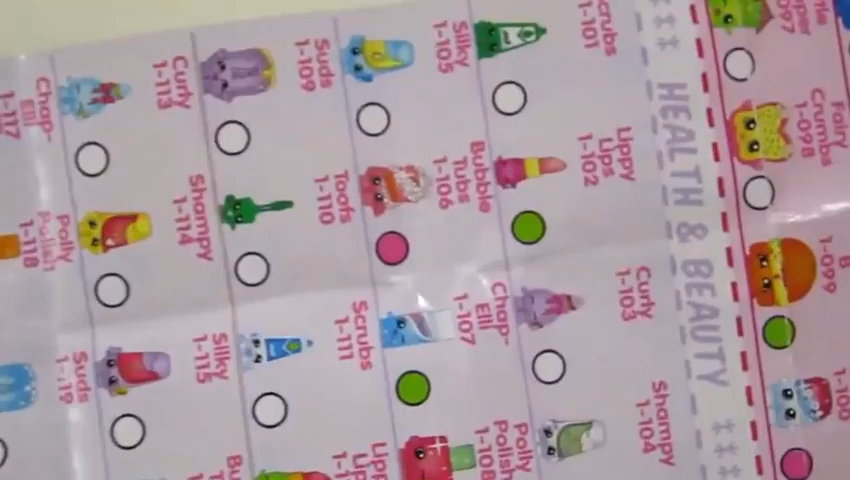 097
Fairy
Crumbs
1-098
1-099
1-100
HEALTH & BEAUTY
Scrubs
1-101
Lippy
Lips
1-102
Curly
1-103
Shampy
1-104
Silky
1-105
Bubble
Tubs
1-106
Chap-
Elli
1-107
Polly
Polish
1-108
Suds
1-109
Toofs
1-110
Scrubs
1-111
Curly
1-113
Shampy
1-114
Silky
1-115
Chap-
Elli
1-117
Polly
Polish
1-118
Suds